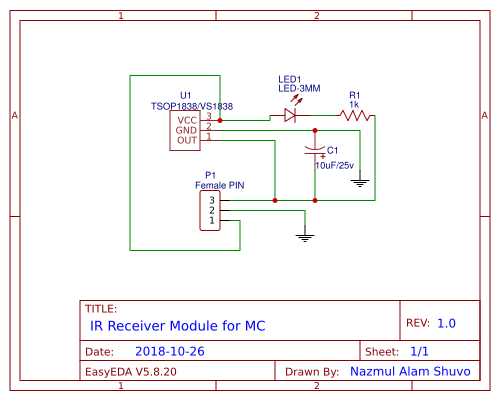 1 2
A A
LED1
LED-3MM
U1
TSOP1838/VS1838
R1
1k
VCC 3
GND 2
OUT 1
C1
10uF/25v
P1
Female PIN
3
2
1
TITLE:
IR Receiver Module for MC
REV: 1.0
Date: 2018-10-26
Sheet: 1/1
EasyEDA V5.8.20
Drawn By: Nazmul Alam Shuvo
1 2